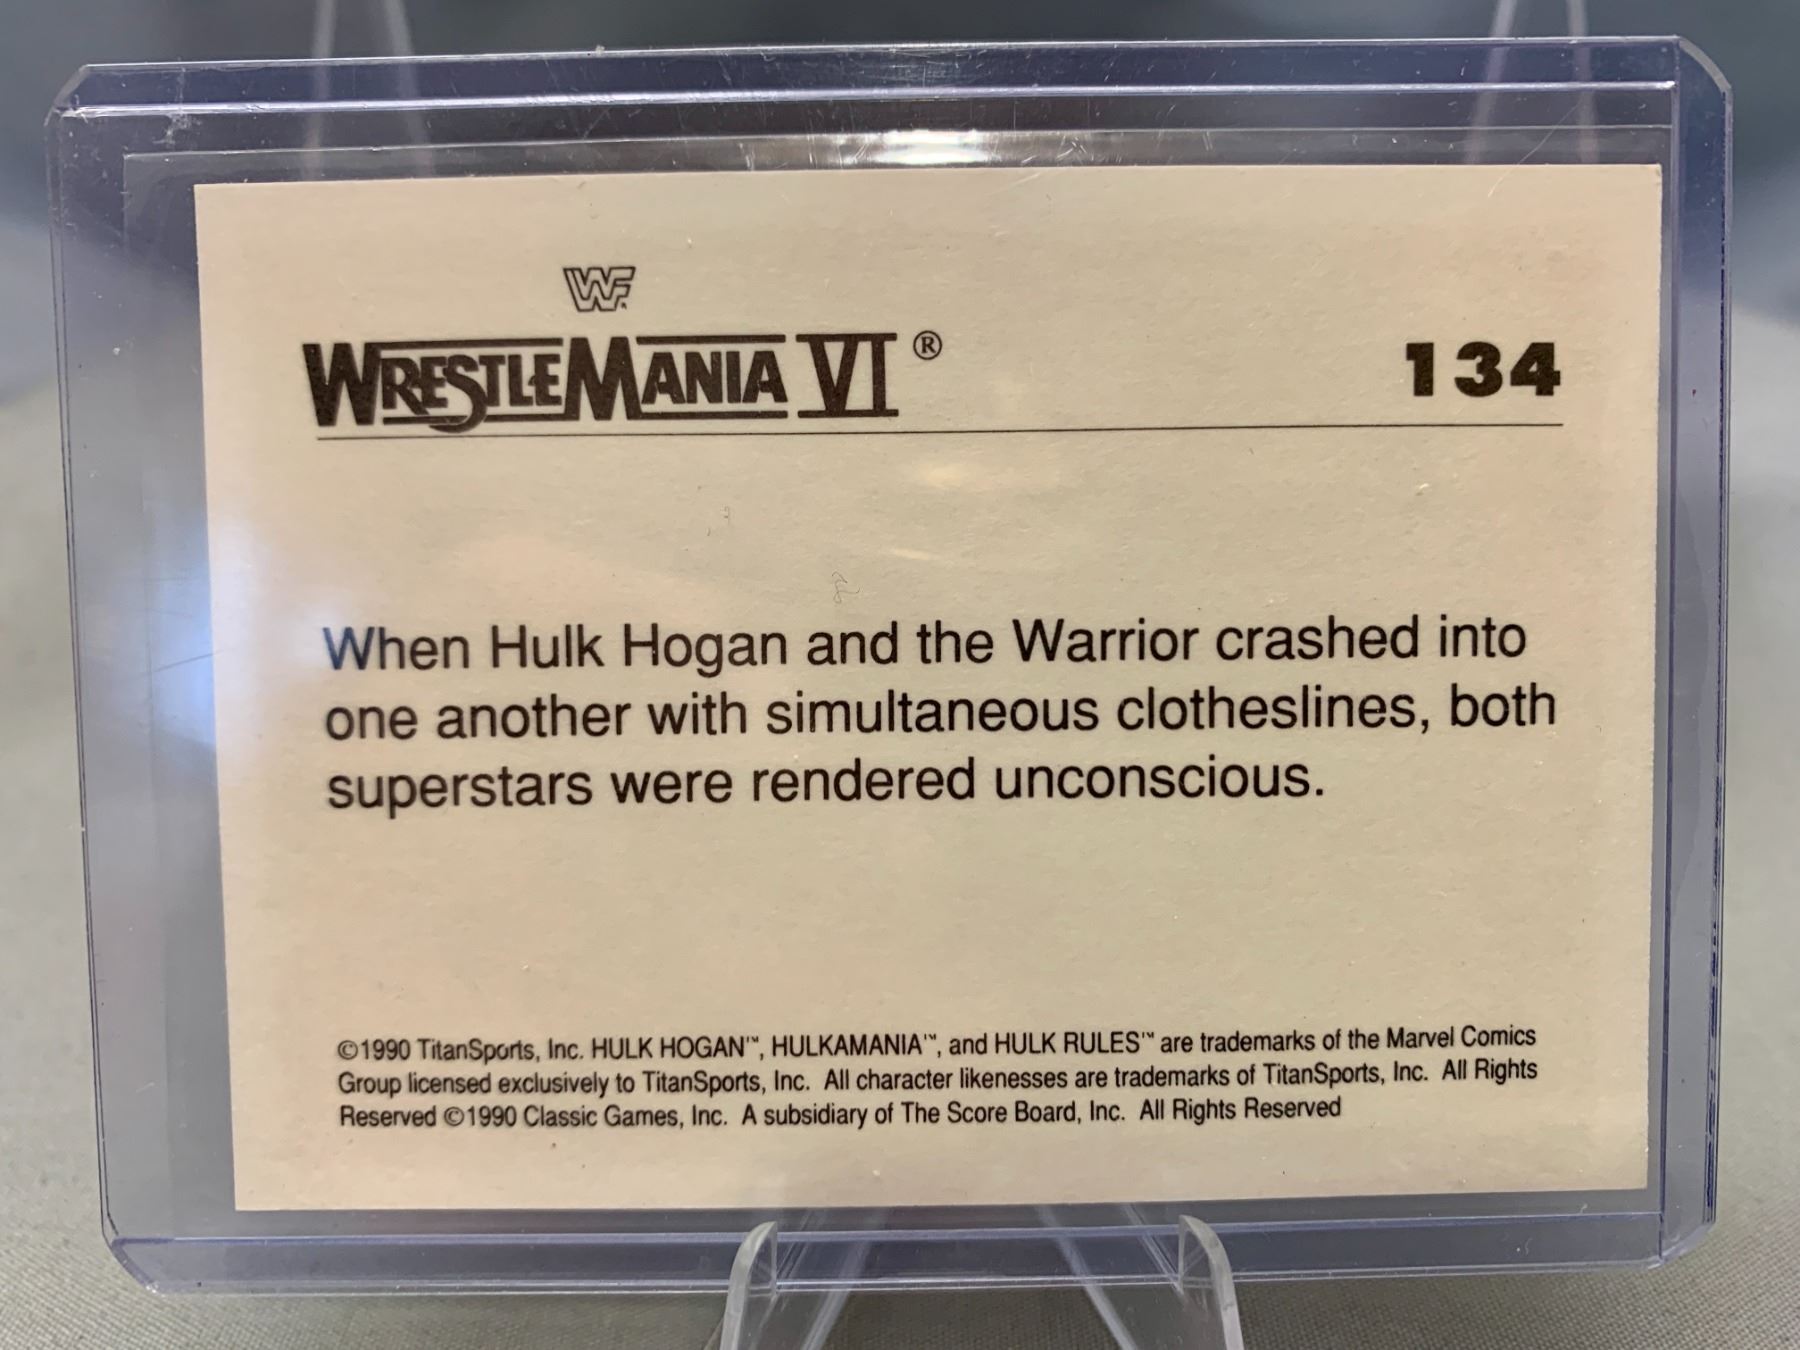 WF
WRESTLEMANIA VI ®
134
When Hulk Hogan and the Warrior crashed into
one another with simultaneous clotheslines, both
superstars were rendered unconscious.
©1990 TitanSports, Inc. HULK HOGAN™, HULKAMANIA™, and HULK RULES™ are trademarks of the Marvel Comics
Group licensed exclusively to TitanSports, Inc. All character likenesses are trademarks of TitanSports, Inc. All Rights
Reserved ©1990 Classic Games, Inc. A subsidiary of The Score Board, Inc. All Rights Reserved